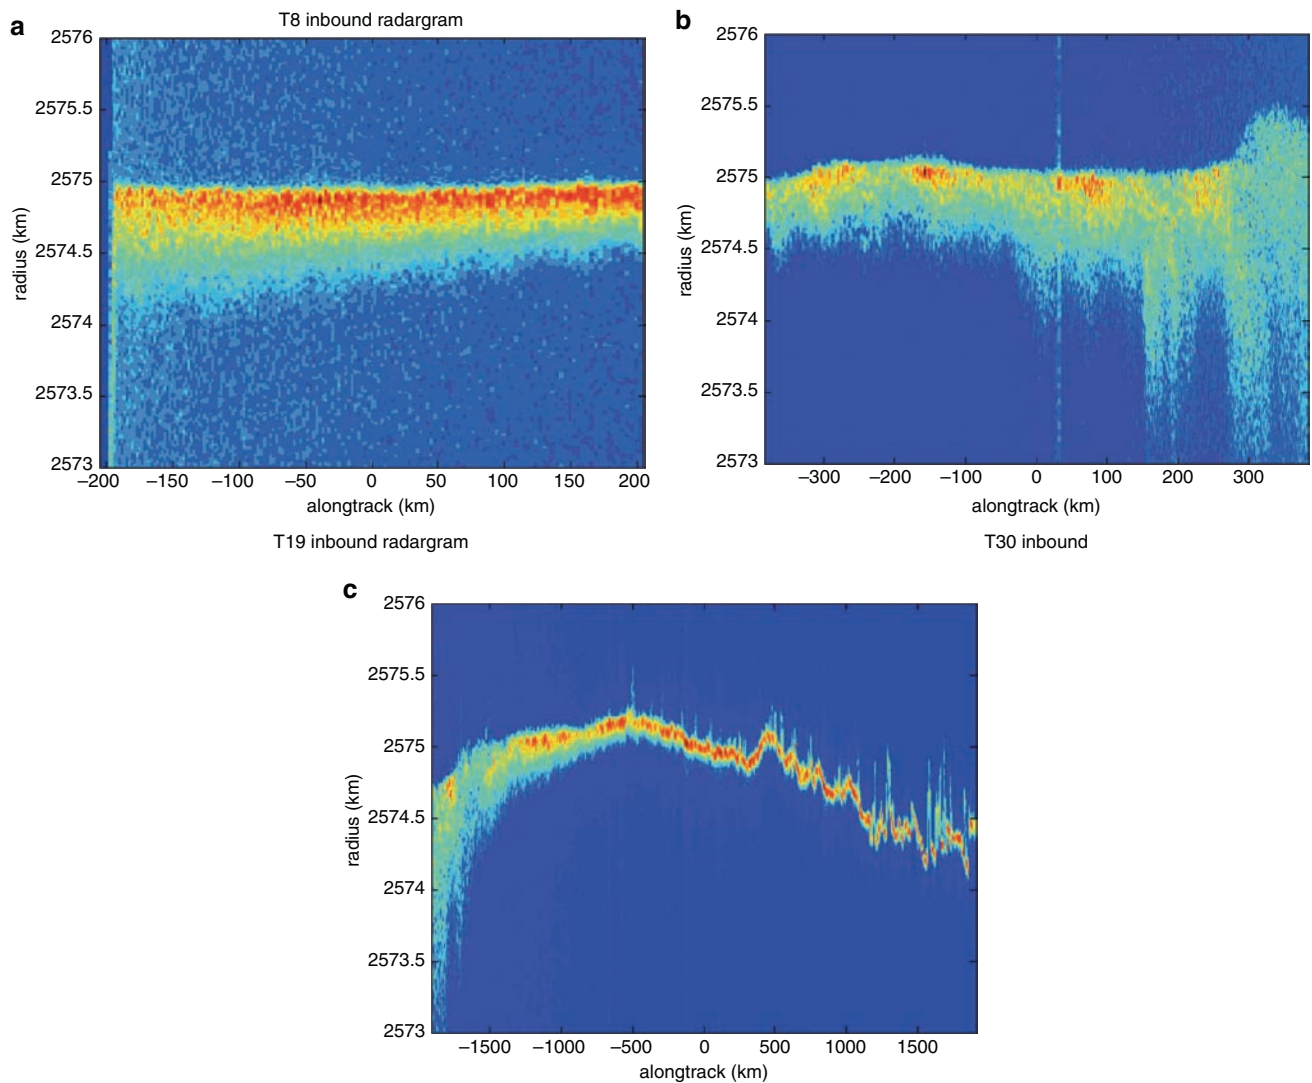 a
T8 inbound radargram
2576
2575.5
2575
2574.5
2574
2573.5
2573
radius (km)
–200 –150 –100 –50 0 50 100 150 200
alongtrack (km)
b
2576
2575.5
2575
2574.5
2574
2573.5
2573
radius (km)
–300 –200 –100 0 100 200 300
alongtrack (km)
T19 inbound radargram
T30 inbound
c
2576
2575.5
2575
2574.5
2574
2573.5
2573
radius (km)
–1500 –1000 –500 0 500 1000 1500
alongtrack (km)